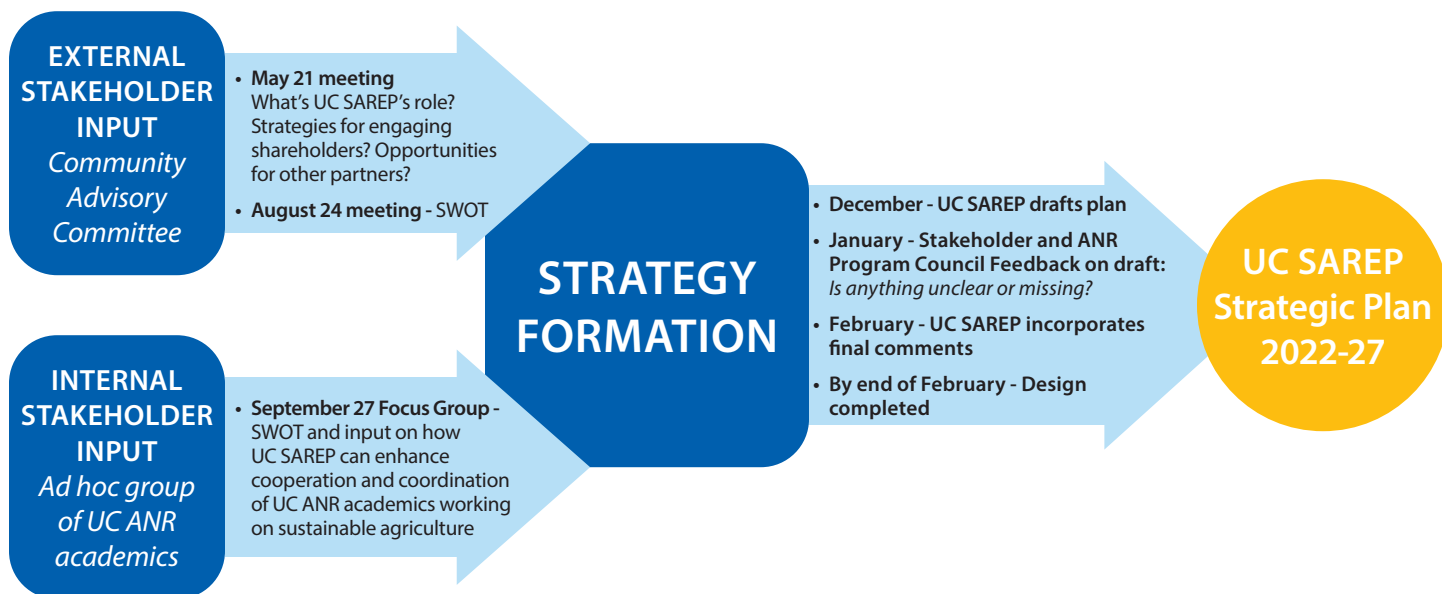 EXTERNAL
STAKEHOLDER
INPUT
Community
Advisory
Committee
• May 21 meeting
What's UC SAREP's role?
Strategies for engaging
shareholders? Opportunities
for other partners?
• August 24 meeting - SWOT
INTERNAL
STAKEHOLDER
INPUT
Ad hoc group
of UC ANR
academics
• September 27 Focus Group -
SWOT and input on how
UC SAREP can enhance
cooperation and coordination
of UC ANR academics working
on sustainable agriculture
STRATEGY
FORMATION
• December - UC SAREP drafts plan
• January - Stakeholder and ANR
Program Council Feedback on draft:
Is anything unclear or missing?
• February - UC SAREP incorporates
final comments
• By end of February - Design
completed
UC SAREP
Strategic Plan
2022-27